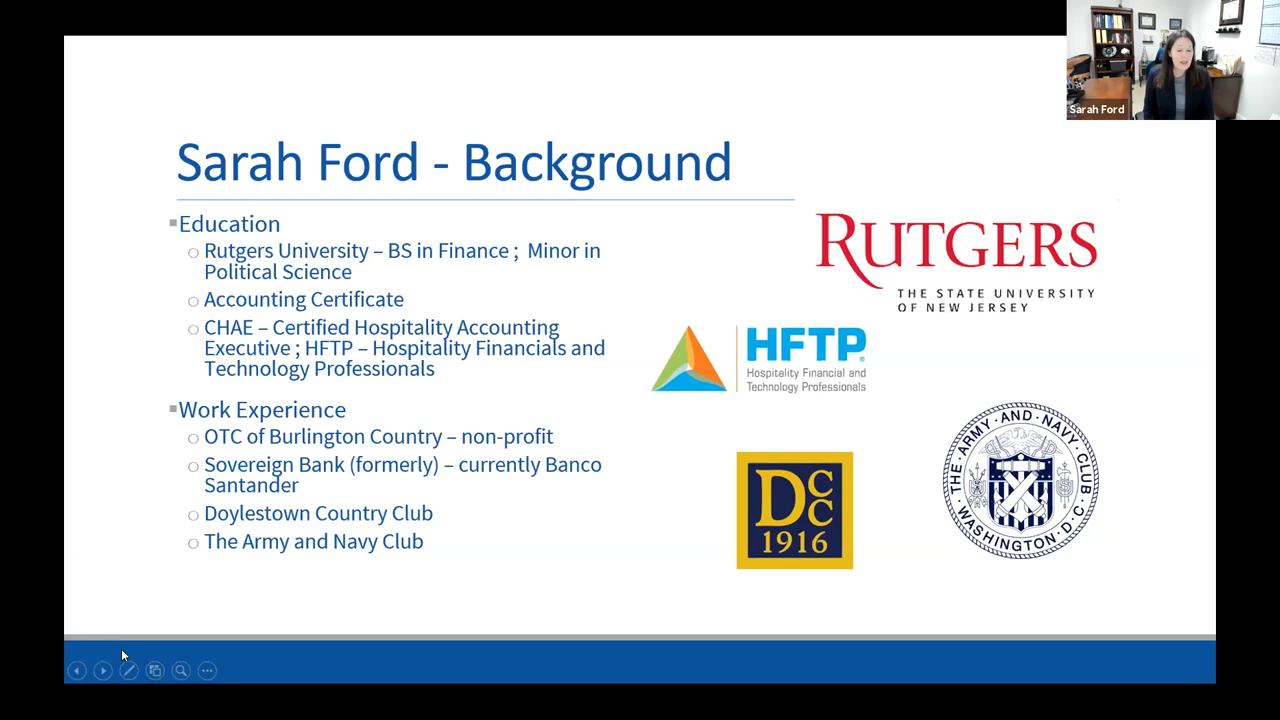 Sarah Ford
Sarah Ford - Background
Education
Rutgers University – BS in Finance ; Minor in
Political Science
Accounting Certificate
CHAE – Certified Hospitality Accounting
Executive ; HFTP – Hospitality Financials and
Technology Professionals
Work Experience
OTC of Burlington Country – non-profit
Sovereign Bank (formerly) – currently Banco
Santander
Doylestown Country Club
The Army and Navy Club
RUTGERS
THE STATE UNIVERSITY
OF NEW JERSEY
HFTP®
Hospitality Financial and
Technology Professionals
DCC
1916
THE ARMY AND NAVY CLUB
WASHINGTON D.C.